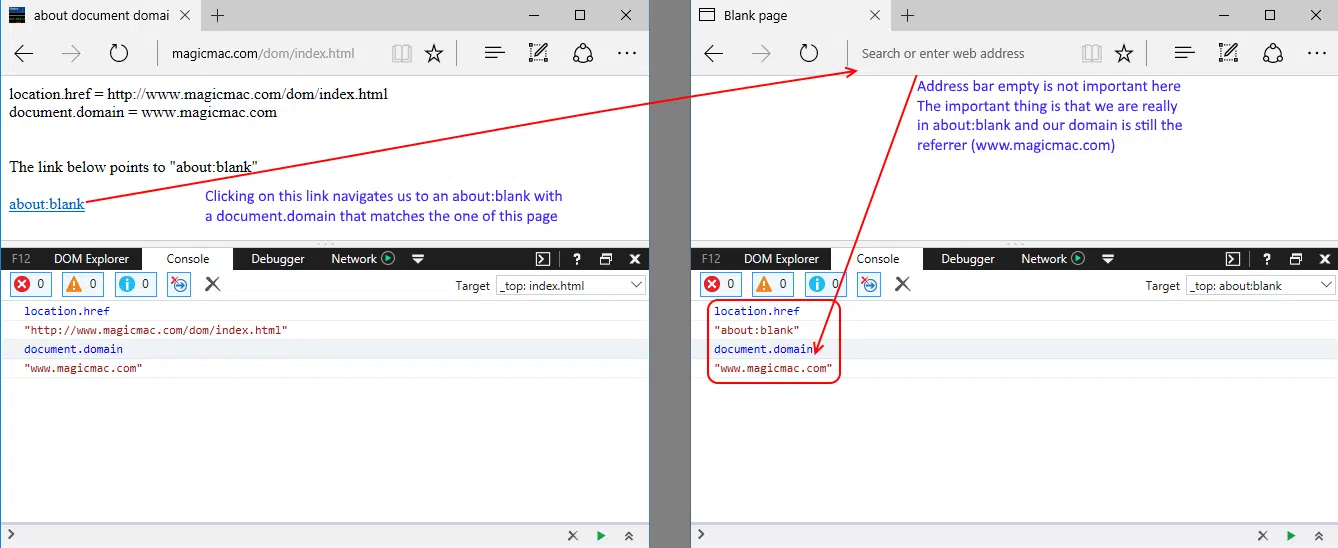 about document domai
magicmac.com/dom/index.html
location.href = http://www.magicmac.com/dom/index.html
document.domain = www.magicmac.com
The link below points to "about:blank"
about:blank
Clicking on this link navigates us to an about:blank with
a document.domain that matches the one of this page
F12 DOM Explorer Console Debugger Network
0 0 0 Target _top: index.html
location.href
"http://www.magicmac.com/dom/index.html"
document.domain
"www.magicmac.com"
Blank page
Search or enter web address
Address bar empty is not important here
The important thing is that we are really
in about:blank and our domain is still the
referrer (www.magicmac.com)
F12 DOM Explorer Console Debugger Network
0 0 0 Target _top: about:blank
location.href
"about:blank"
document.domain
"www.magicmac.com"